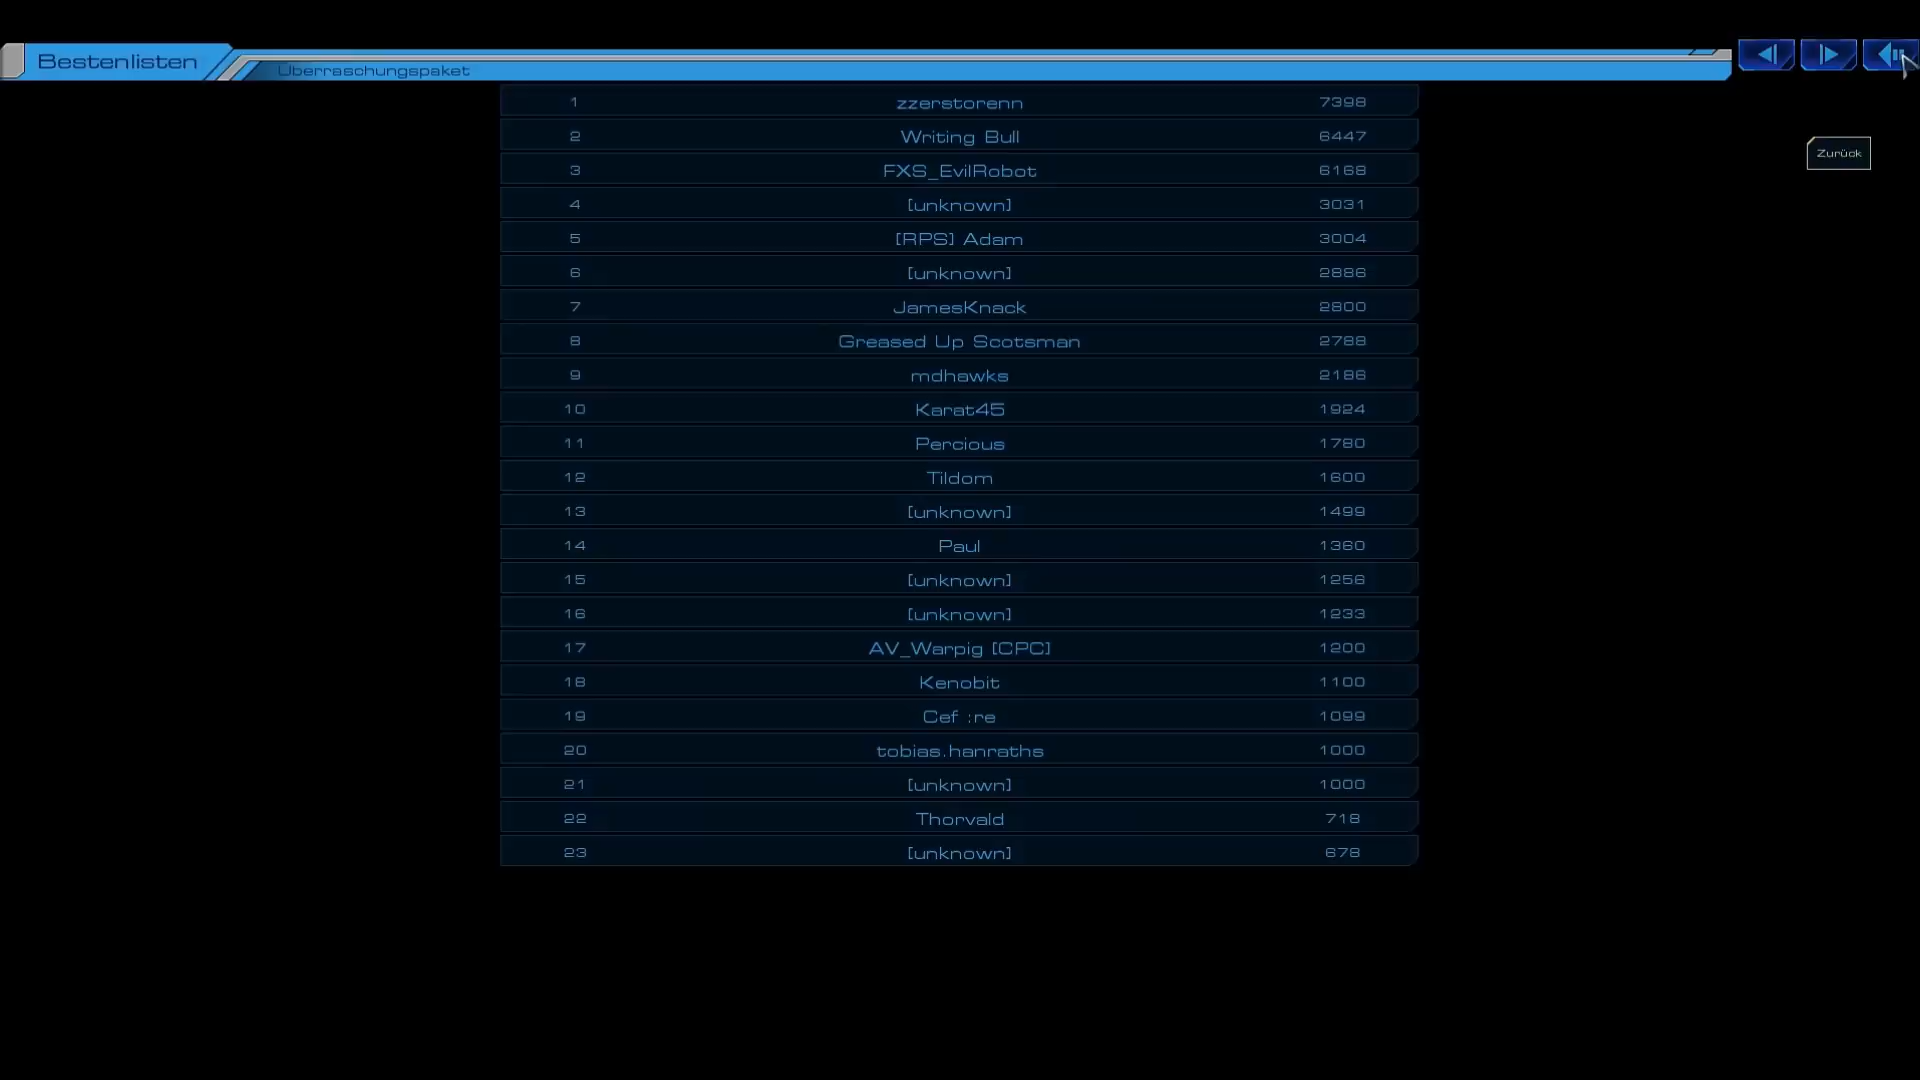 Bestenlisten
Überraschungspaket
1 zzerstorenn 7398
2 Writing Bull 6447
Zurück
3 FXS_EvilRobot 6168
4 [unknown] 3031
5 [RPS] Adam 3004
6 [unknown] 2886
7 JamesKnack 2800
8 Greased Up Scotsman 2788
9 mdhawks 2186
10 Karat45 1924
11 Percious 1780
12 Tildom 1600
13 [unknown] 1499
14 Paul 1360
15 [unknown] 1256
16 [unknown] 1233
17 AV_Warpig [CPC] 1200
18 Kenobit 1100
19 Cef :re 1099
20 tobias.hanraths 1000
21 [unknown] 1000
22 Thorvald 718
23 [unknown] 678